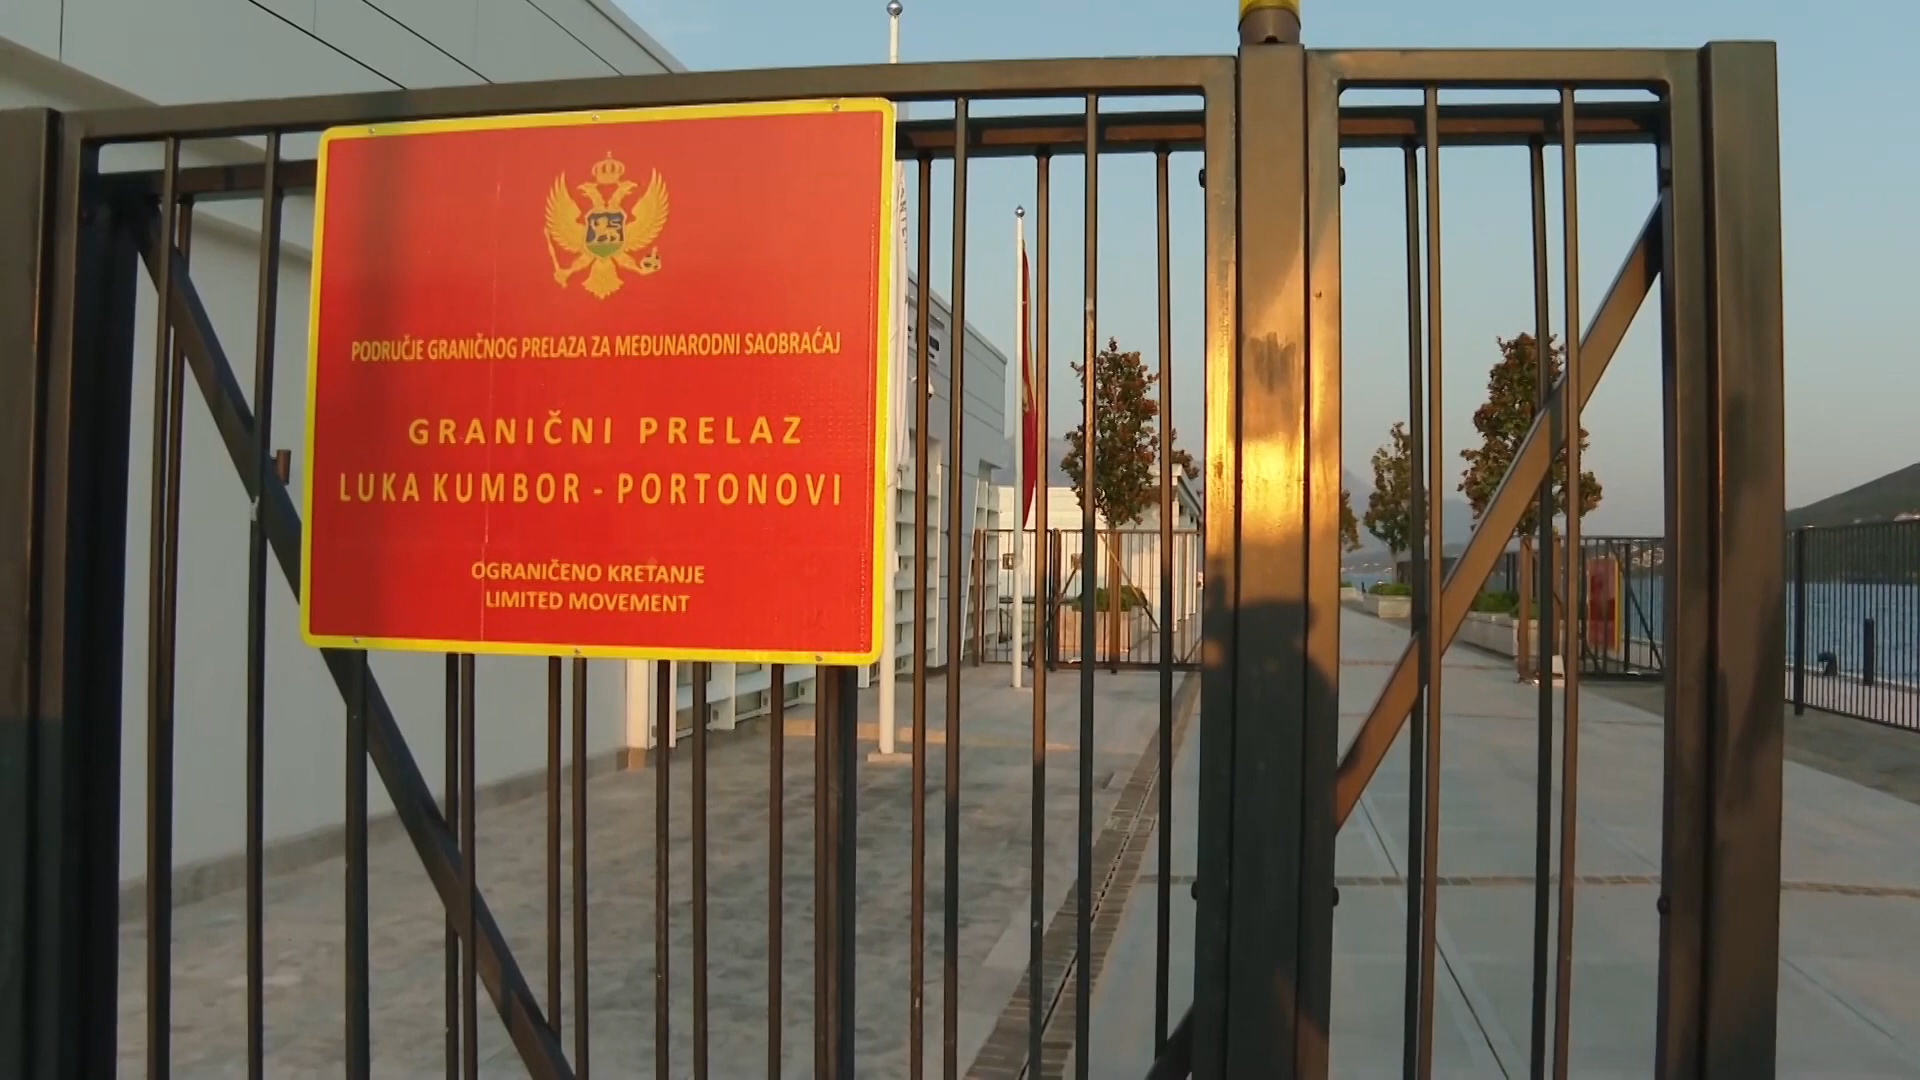 PODRUČJE GRANIČNOG PRELAZA ZA MEĐUNARODNI SAOBRAĆAJ
GRANIČNI PRELAZ
LUKA KUMBOR - PORTONOVI
OGRANIČENO KRETANJE
LIMITED MOVEMENT